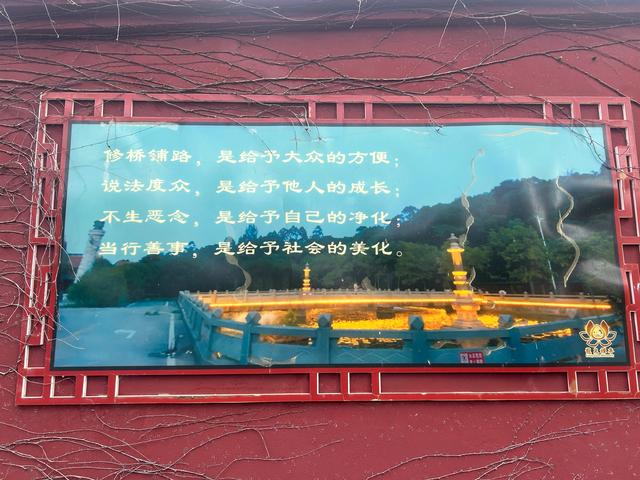 修桥铺路，是给予大众的方便；
说法度众，是给予他人的成长；
不生恶念，是给予自己的净化，
当行善事，是给予社会的美化。